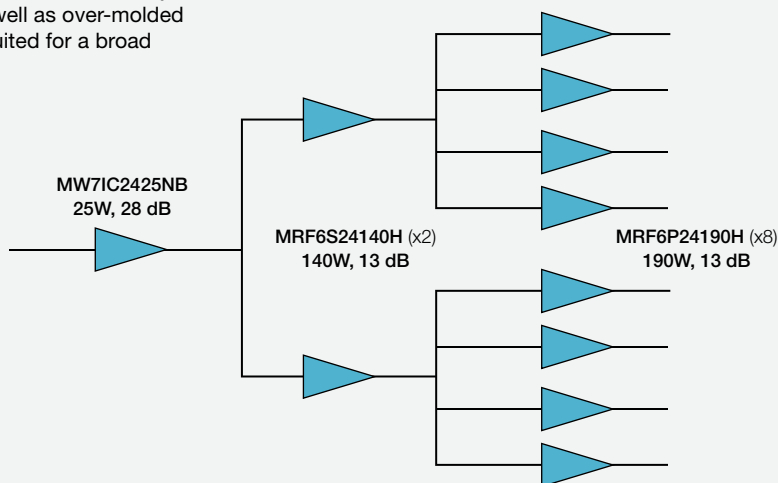 well as over-molded
uited for a broad
MW7IC2425NB
25W, 28 dB
MRF6S24140H (x2)
140W, 13 dB
MRF6P24190H (x8)
190W, 13 dB